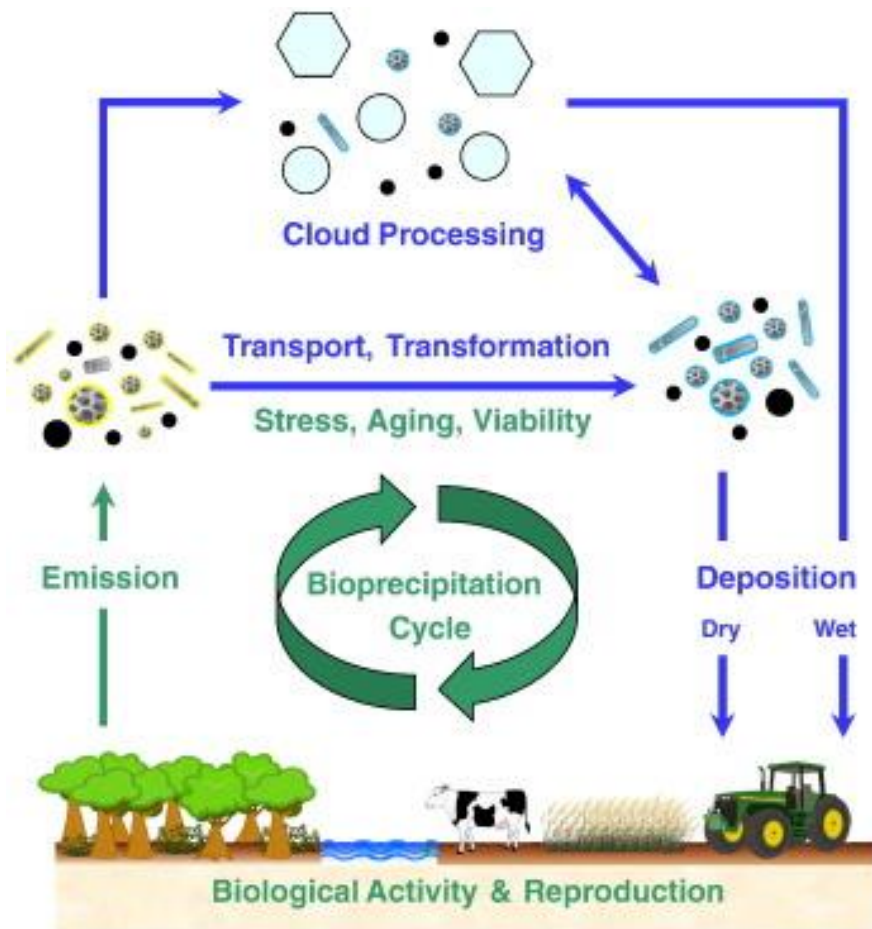 Cloud Processing
Transport, Transformation
Stress, Aging, Viability
Emission
Bioprecipitation
Cycle
Deposition
Dry Wet
Biological Activity & Reproduction